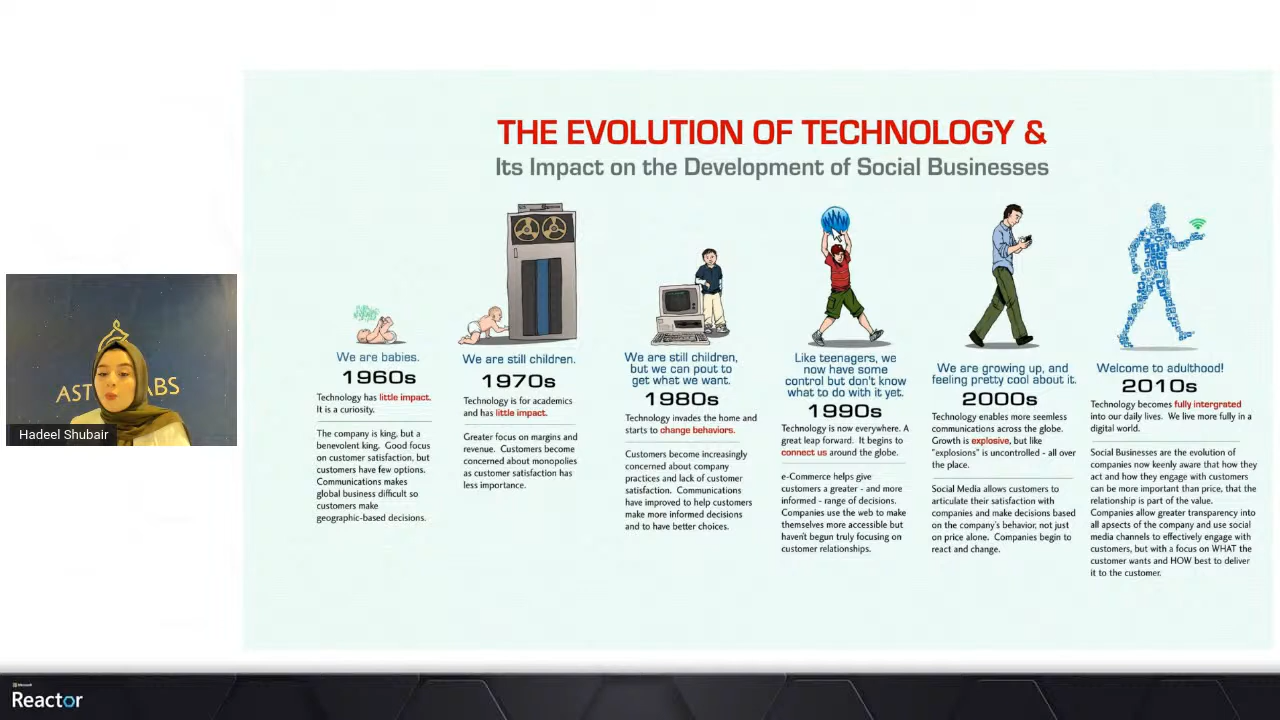 THE EVOLUTION OF TECHNOLOGY &
Its Impact on the Development of Social Businesses
We are babies.
1960s
Technology has little impact.
It is a curiosity.
The company is king, but a
benevolent king. Good focus
on customer satisfaction, but
customers have few options.
Communications makes
global business difficult so
customers make
geographic-based decisions.
We are still children.
1970s
Technology is for academics
and has little impact.
Greater focus on margins and
revenue. Customers become
concerned about monopolies
as customer satisfaction has
less importance.
We are still children,
but we can pout to
get what we want.
1980s
Technology invades the home and
starts to change behaviors.
Customers become increasingly
concerned about company
practices and lack of customer
satisfaction. Communications
have improved to help customers
make more informed decisions
and to have better choices.
Like teenagers, we
now have some
control but don't know
what to do with it yet.
1990s
Technology is now everywhere. A
great leap forward. It begins to
connect us around the globe.
e-Commerce helps give
customers a greater - and more
informed - range of decisions.
Companies use the web to make
themselves more accessible but
haven't begun truly focusing on
customer relationships.
We are growing up, and
feeling pretty cool about it.
2000s
Technology enables more seamless
communications across the globe.
Growth is explosive, but like
"explosions" is uncontrolled - all over
the place.
Social Media allows customers to
articulate their satisfaction with
companies and make decisions based
on the company's behavior, not just
on price alone. Companies begin to
react and change.
Welcome to adulthood!
2010s
Technology becomes fully intergrated
into our daily lives. We live more fully in a
digital world.
Social Businesses are the evolution of
companies now keenly aware that how they
act and how they engage with customers
can be more important than price, that the
relationship is part of the value.
Companies allow greater transparency into
all apsects of the company and use social
media channels to effectively engage with
customers, but with a focus on WHAT the
customer wants and HOW best to deliver
it to the customer.
AST ABS
Hadeel Shubair
Microsoft
Reactor